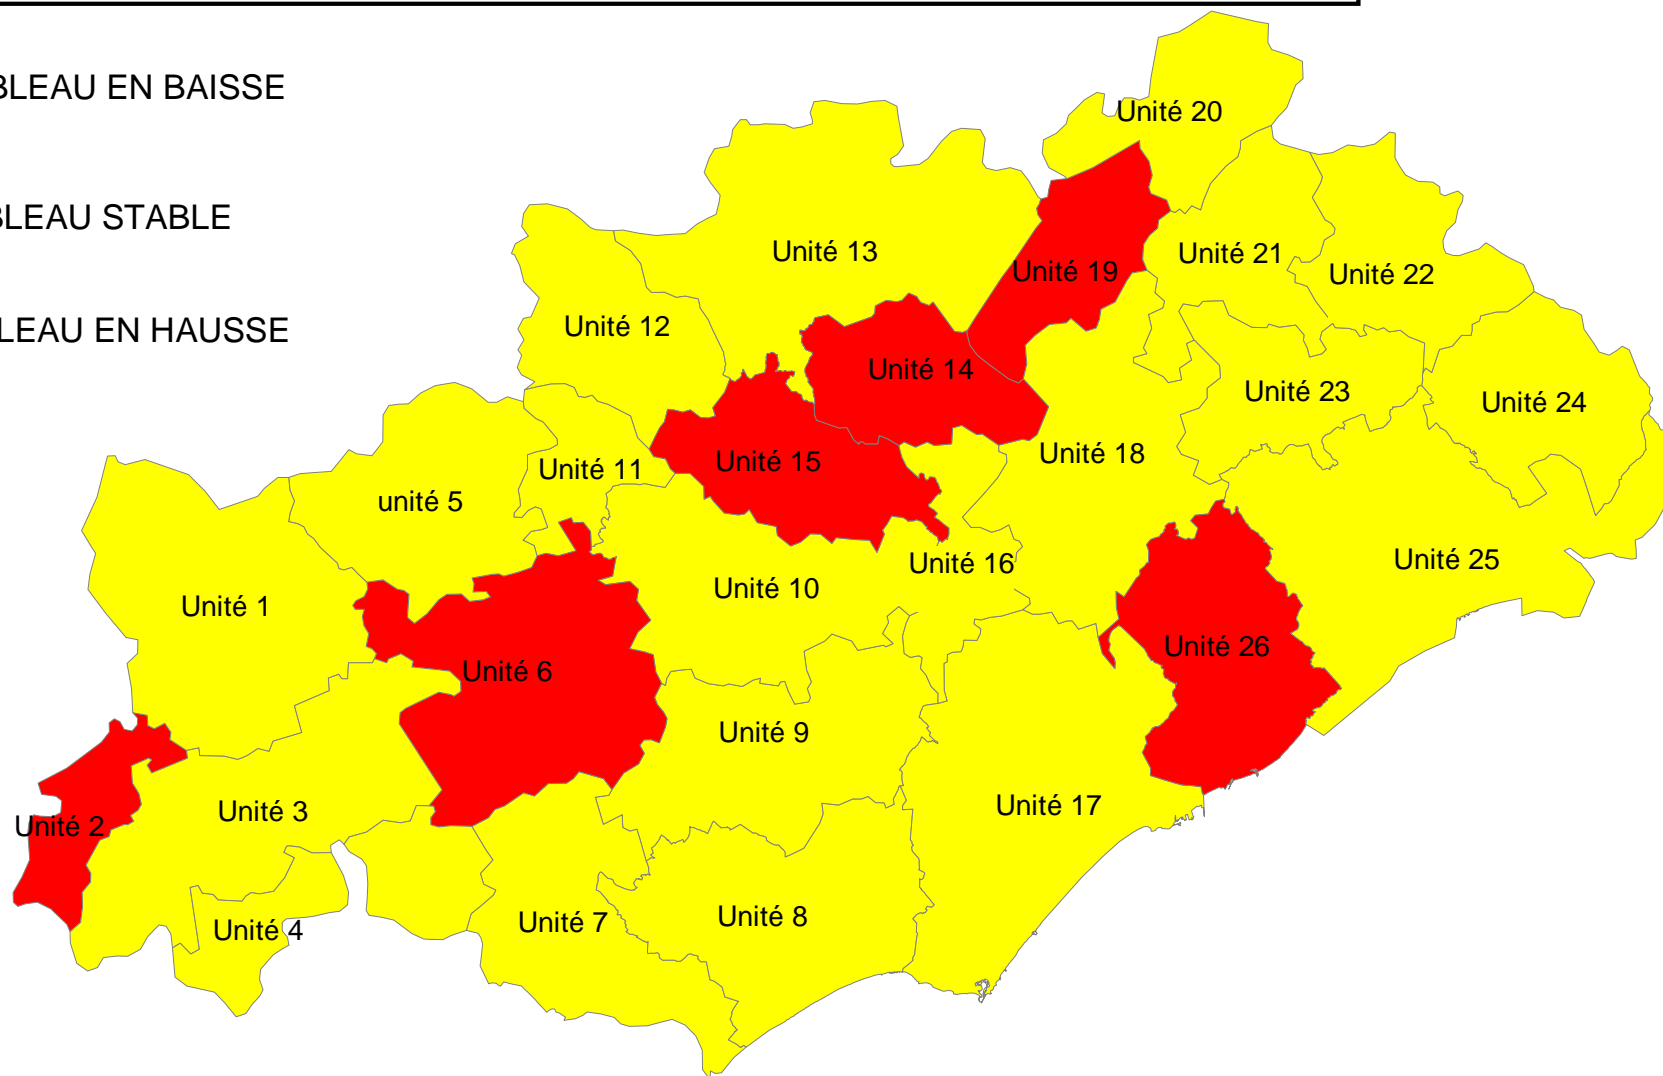 BLEAU EN BAISSE
BLEAU STABLE
LEAU EN HAUSSE
Unité 20
Unité 13
Unité 21
Unité 19
Unité 22
Unité 12
Unité 14
Unité 23
Unité 24
Unité 18
Unité 15
Unité 11
unité 5
Unité 25
Unité 16
Unité 10
Unité 1
Unité 26
Unité 6
Unité 9
Unité 17
Unité 3
Unité 2
Unité 8
Unité 7
Unité 4